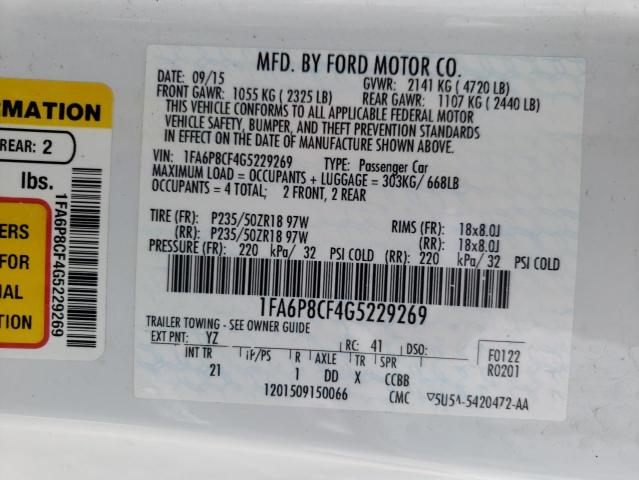 RMATION
REAR: 2
lbs.
ERS
FOR
IAL
TION
1FA6P8CF4G5229269
MFD. BY FORD MOTOR CO.
DATE: 09/15 GVWR: 2141 KG ( 4720 LB)
FRONT GAWR: 1055 KG ( 2325 LB) REAR GAWR: 1107 KG ( 2440 LB)
THIS VEHICLE CONFORMS TO ALL APPLICABLE FEDERAL MOTOR
VEHICLE SAFETY, BUMPER, AND THEFT PREVENTION STANDARDS
IN EFFECT ON THE DATE OF MANUFACTURE SHOWN ABOVE.
VIN: 1FA6P8CF4G5229269 TYPE: Passenger Car
MAXIMUM LOAD = OCCUPANTS + LUGGAGE = 303KG/ 668LB
OCCUPANTS = 4 TOTAL; 2 FRONT, 2 REAR
TIRE (FR): P235/50ZR18 97W RIMS (FR): 18x8.0J
(RR): P235/50ZR18 97W (RR): 18x8.0J
PRESSURE (FR): 220 kPa/ 32 PSI COLD (RR): 220 kPa/ 32 PSI COLD
1FA6P8CF4G5229269
TRAILER TOWING - SEE OWNER GUIDE
EXT PNT: YZ RC: 41 DSO: F0122
INT TR IP/PS R AXLE TR SPR R0201
21 1 DD X CCBB
1201509150066 CMC ▽5U5A-5420472-AA